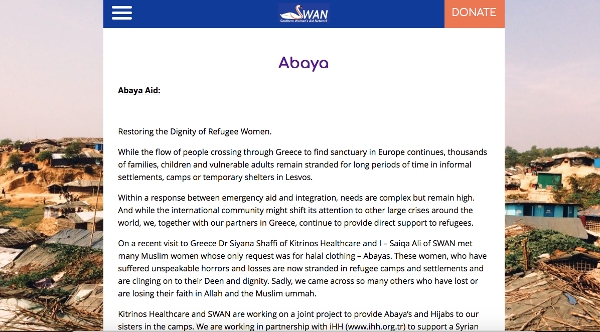 SWAN
DONATE
Abaya
Abaya Aid:
Restoring the Dignity of Refugee Women.
While the flow of people crossing through Greece to find sanctuary in Europe continues, thousands
of families, children and vulnerable adults remain stranded for long periods of time in informal
settlements, camps or temporary shelters in Lesvos.
Within a response between emergency aid and integration, needs are complex but remain high.
And while the international community might shift its attention to other large crises around the
world, we, together with our partners in Greece, continue to provide direct support to refugees.
On a recent visit to Greece Dr Siyana Shaffi of Kitrinos Healthcare and I – Saiqa Ali of SWAN met
many Muslim women whose only request was for halal clothing – Abayas. These women, who have
suffered unspeakable horrors and losses are now stranded in refugee camps and settlements and
are clinging on to their Deen and dignity. Sadly, we came across so many others who have lost or
are losing their faith in Allah and the Muslim ummah.
Kitrinos Healthcare and SWAN are working on a joint project to provide Abaya's and Hijabs to our
sisters in the camps. We are working in partnership with iHH (www.ihh.org.tr) to support a Syrian